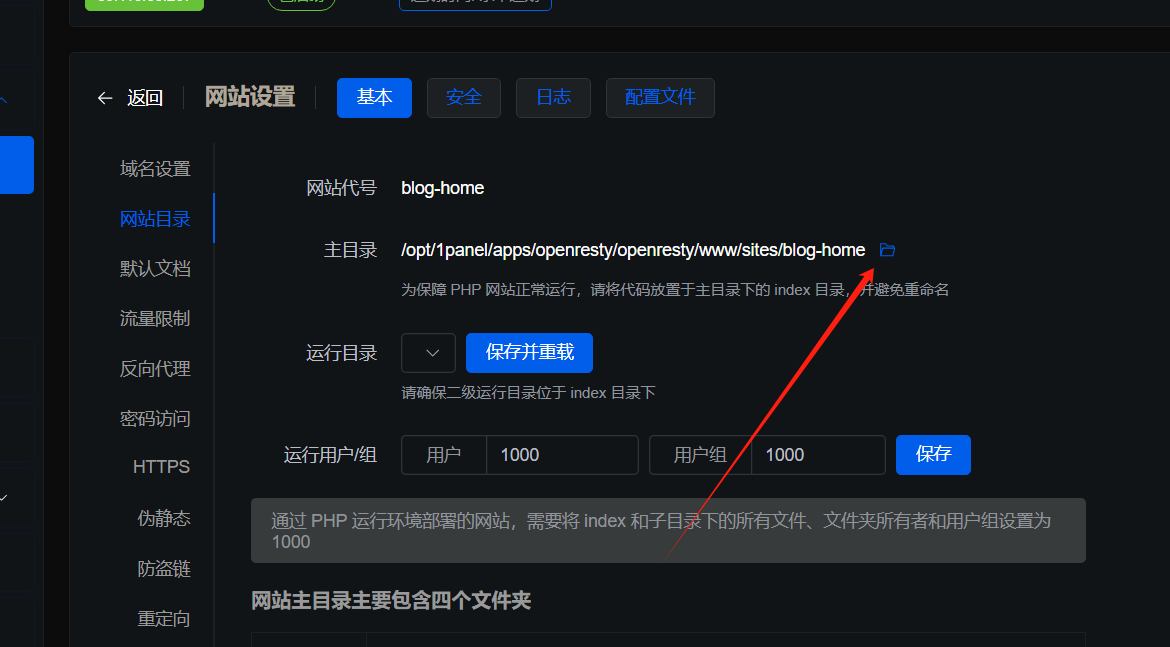 返回
网站设置
基本
安全
日志
配置文件
域名设置
网站目录
默认文档
流量限制
反向代理
密码访问
HTTPS
伪静态
防盗链
重定向
网站代号 blog-home
主目录 /opt/1panel/apps/openresty/openresty/www/sites/blog-home
为保障 PHP 网站正常运行，请将代码放置于主目录下的 index 目录，并避免重命名
运行目录 保存并重载
请确保二级运行目录位于 index 目录下
运行用户/组 用户 1000 用户组 1000 保存
通过 PHP 运行环境部署的网站，需要将 index 和子目录下的所有文件、文件夹所有者和用户组设置为
1000
网站主目录主要包含四个文件夹